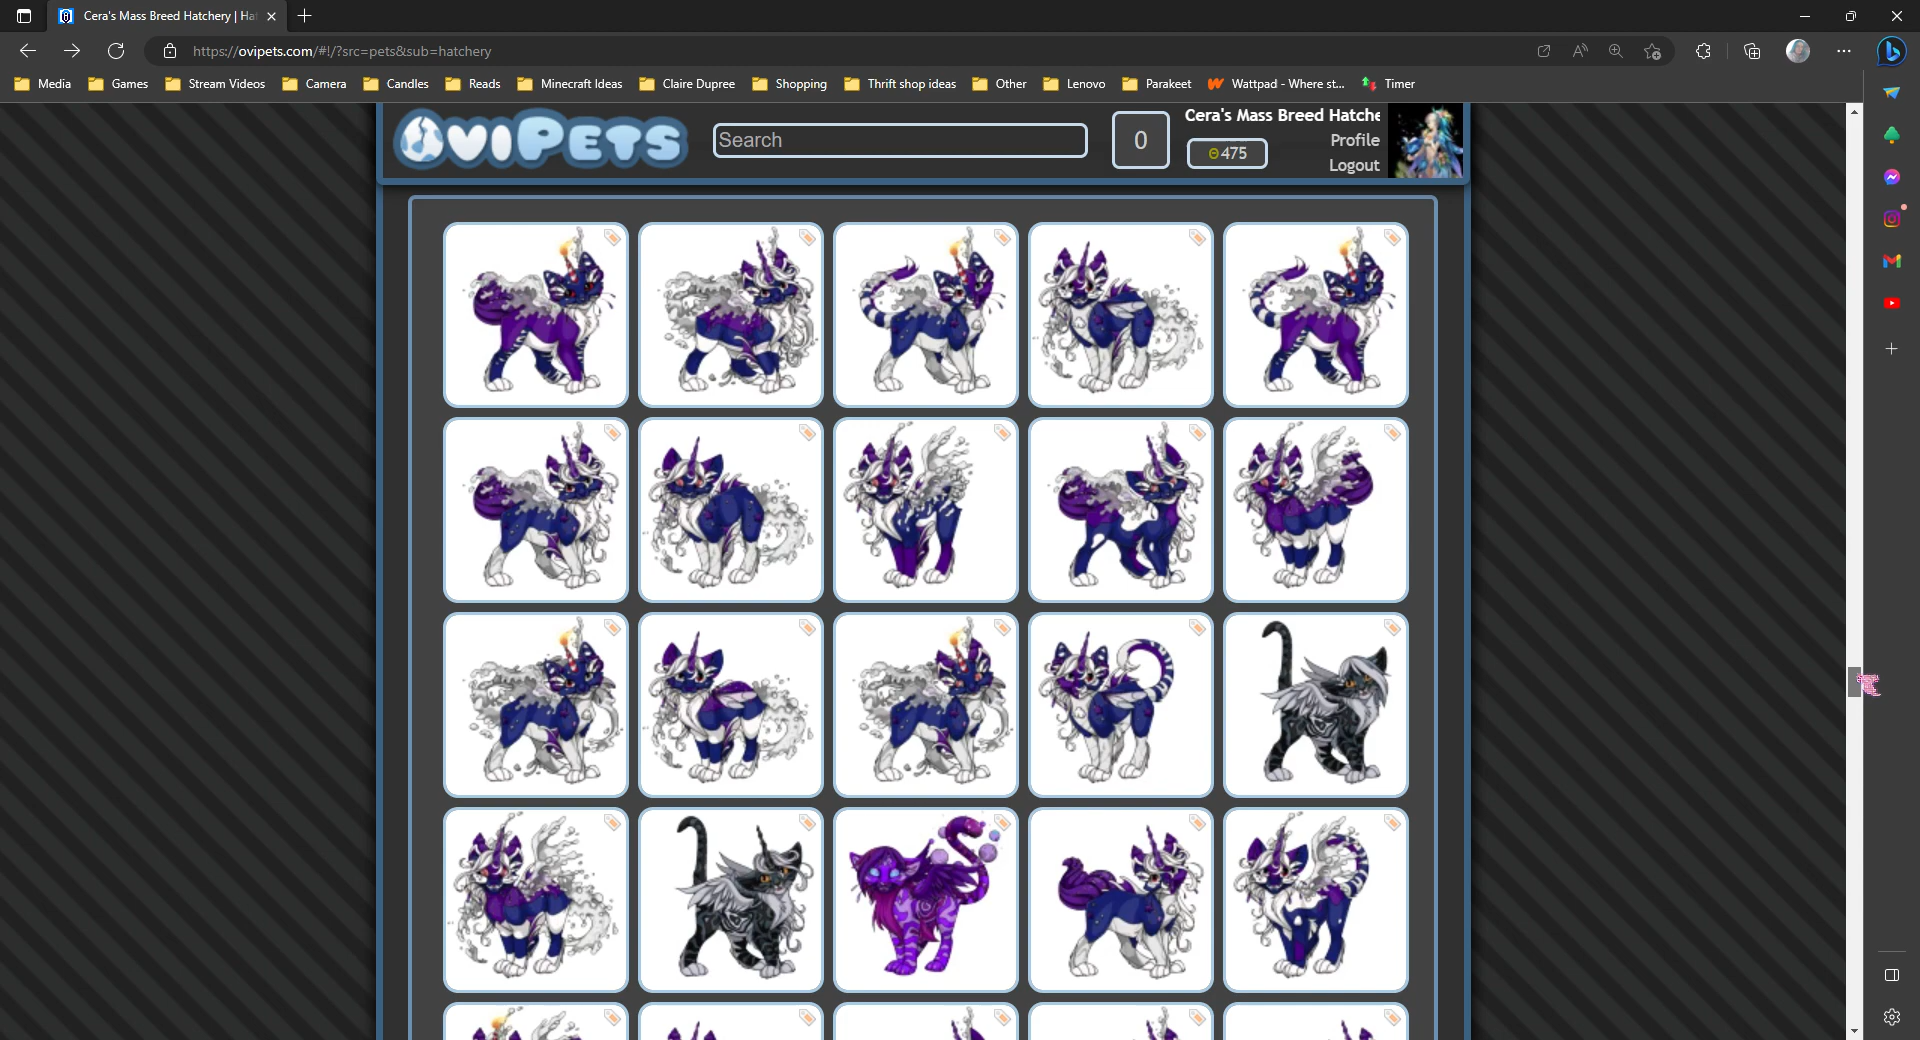 Cera's Mass Breed Hatchery | Ha
https://ovipets.com/#!/?src=pets&sub=hatchery
Media
Games
Stream Videos
Camera
Candles
Reads
Minecraft Ideas
Claire Dupree
Shopping
Thrift shop ideas
Other
Lenovo
Parakeet
Wattpad - Where st...
Timer
OviPets
Search
0
Cera's Mass Breed Hatche
475
Profile
Logout